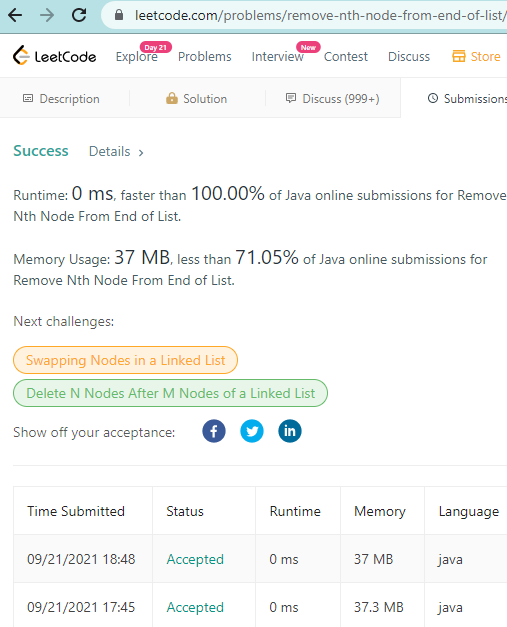 leetcode.com/problems/remove-nth-node-from-end-of-list/
LeetCode Explore Day 21 Problems Interview New Contest Discuss Store
Description Solution Discuss (999+) Submissions
Success Details >
Runtime: 0 ms, faster than 100.00% of Java online submissions for Remove
Nth Node From End of List.
Memory Usage: 37 MB, less than 71.05% of Java online submissions for
Remove Nth Node From End of List.
Next challenges:
Swapping Nodes in a Linked List
Delete N Nodes After M Nodes of a Linked List
Show off your acceptance:
Time Submitted Status Runtime Memory Language
09/21/2021 18:48 Accepted 0 ms 37 MB java
09/21/2021 17:45 Accepted 0 ms 37.3 MB java